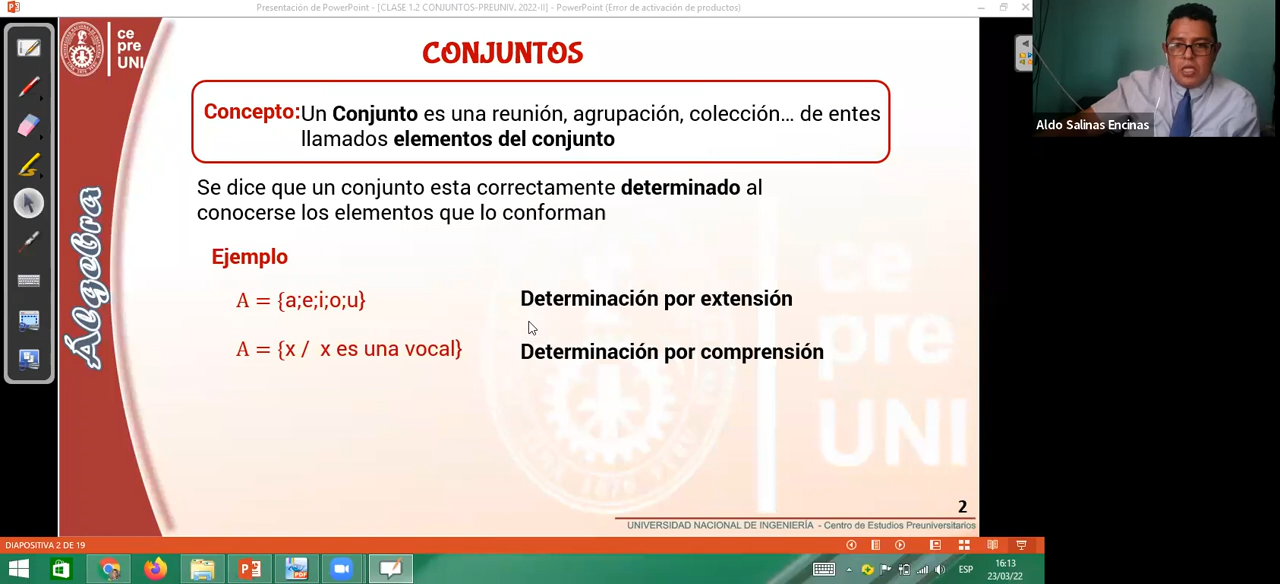 Presentación de PowerPoint - [CLASE 1.2 CONJUNTOS-PREUNIV. 2022-II] - PowerPoint (Error de activación de productos)
ce
pre
UNI
CONJUNTOS
Concepto: Un Conjunto es una reunión, agrupación, colección... de entes
llamados elementos del conjunto
Se dice que un conjunto esta correctamente determinado al
conocerse los elementos que lo conforman
Ejemplo
A = {a;e;i;o;u} Determinación por extensión
A = {x / x es una vocal} Determinación por comprensión
Álgebra
ce
pre
UNI
2
UNIVERSIDAD NACIONAL DE INGENIERÍA - Centro de Estudios Preuniversitarios
Aldo Salinas Encinas
DIAPOSITIVA 2 DE 19
ESP
16:13
23/03/22